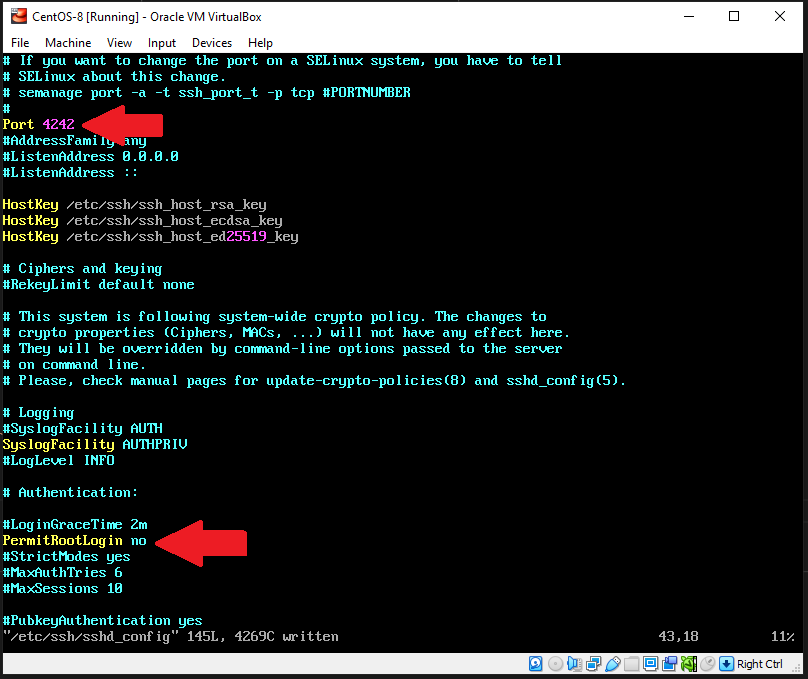 CentOS-8 [Running] - Oracle VM VirtualBox
File Machine View Input Devices Help
# If you want to change the port on a SELinux system, you have to tell
# SELinux about this change.
# semanage port -a -t ssh_port_t -p tcp #PORTNUMBER
#
Port 4242
#AddressFamily any
#ListenAddress 0.0.0.0
#ListenAddress ::
HostKey /etc/ssh/ssh_host_rsa_key
HostKey /etc/ssh/ssh_host_ecdsa_key
HostKey /etc/ssh/ssh_host_ed25519_key
# Ciphers and keying
#RekeyLimit default none
# This system is following system-wide crypto policy. The changes to
# crypto properties (Ciphers, MACs, ...) will not have any effect here.
# They will be overridden by command-line options passed to the server
# on command line.
# Please, check manual pages for update-crypto-policies(8) and sshd_config(5).
# Logging
#SyslogFacility AUTH
SyslogFacility AUTHPRIV
#LogLevel INFO
# Authentication:
#LoginGraceTime 2m
PermitRootLogin no
#StrictModes yes
#MaxAuthTries 6
#MaxSessions 10
#PubkeyAuthentication yes
"/etc/ssh/sshd_config" 145L, 4269C written 43,18 11%
Right Ctrl